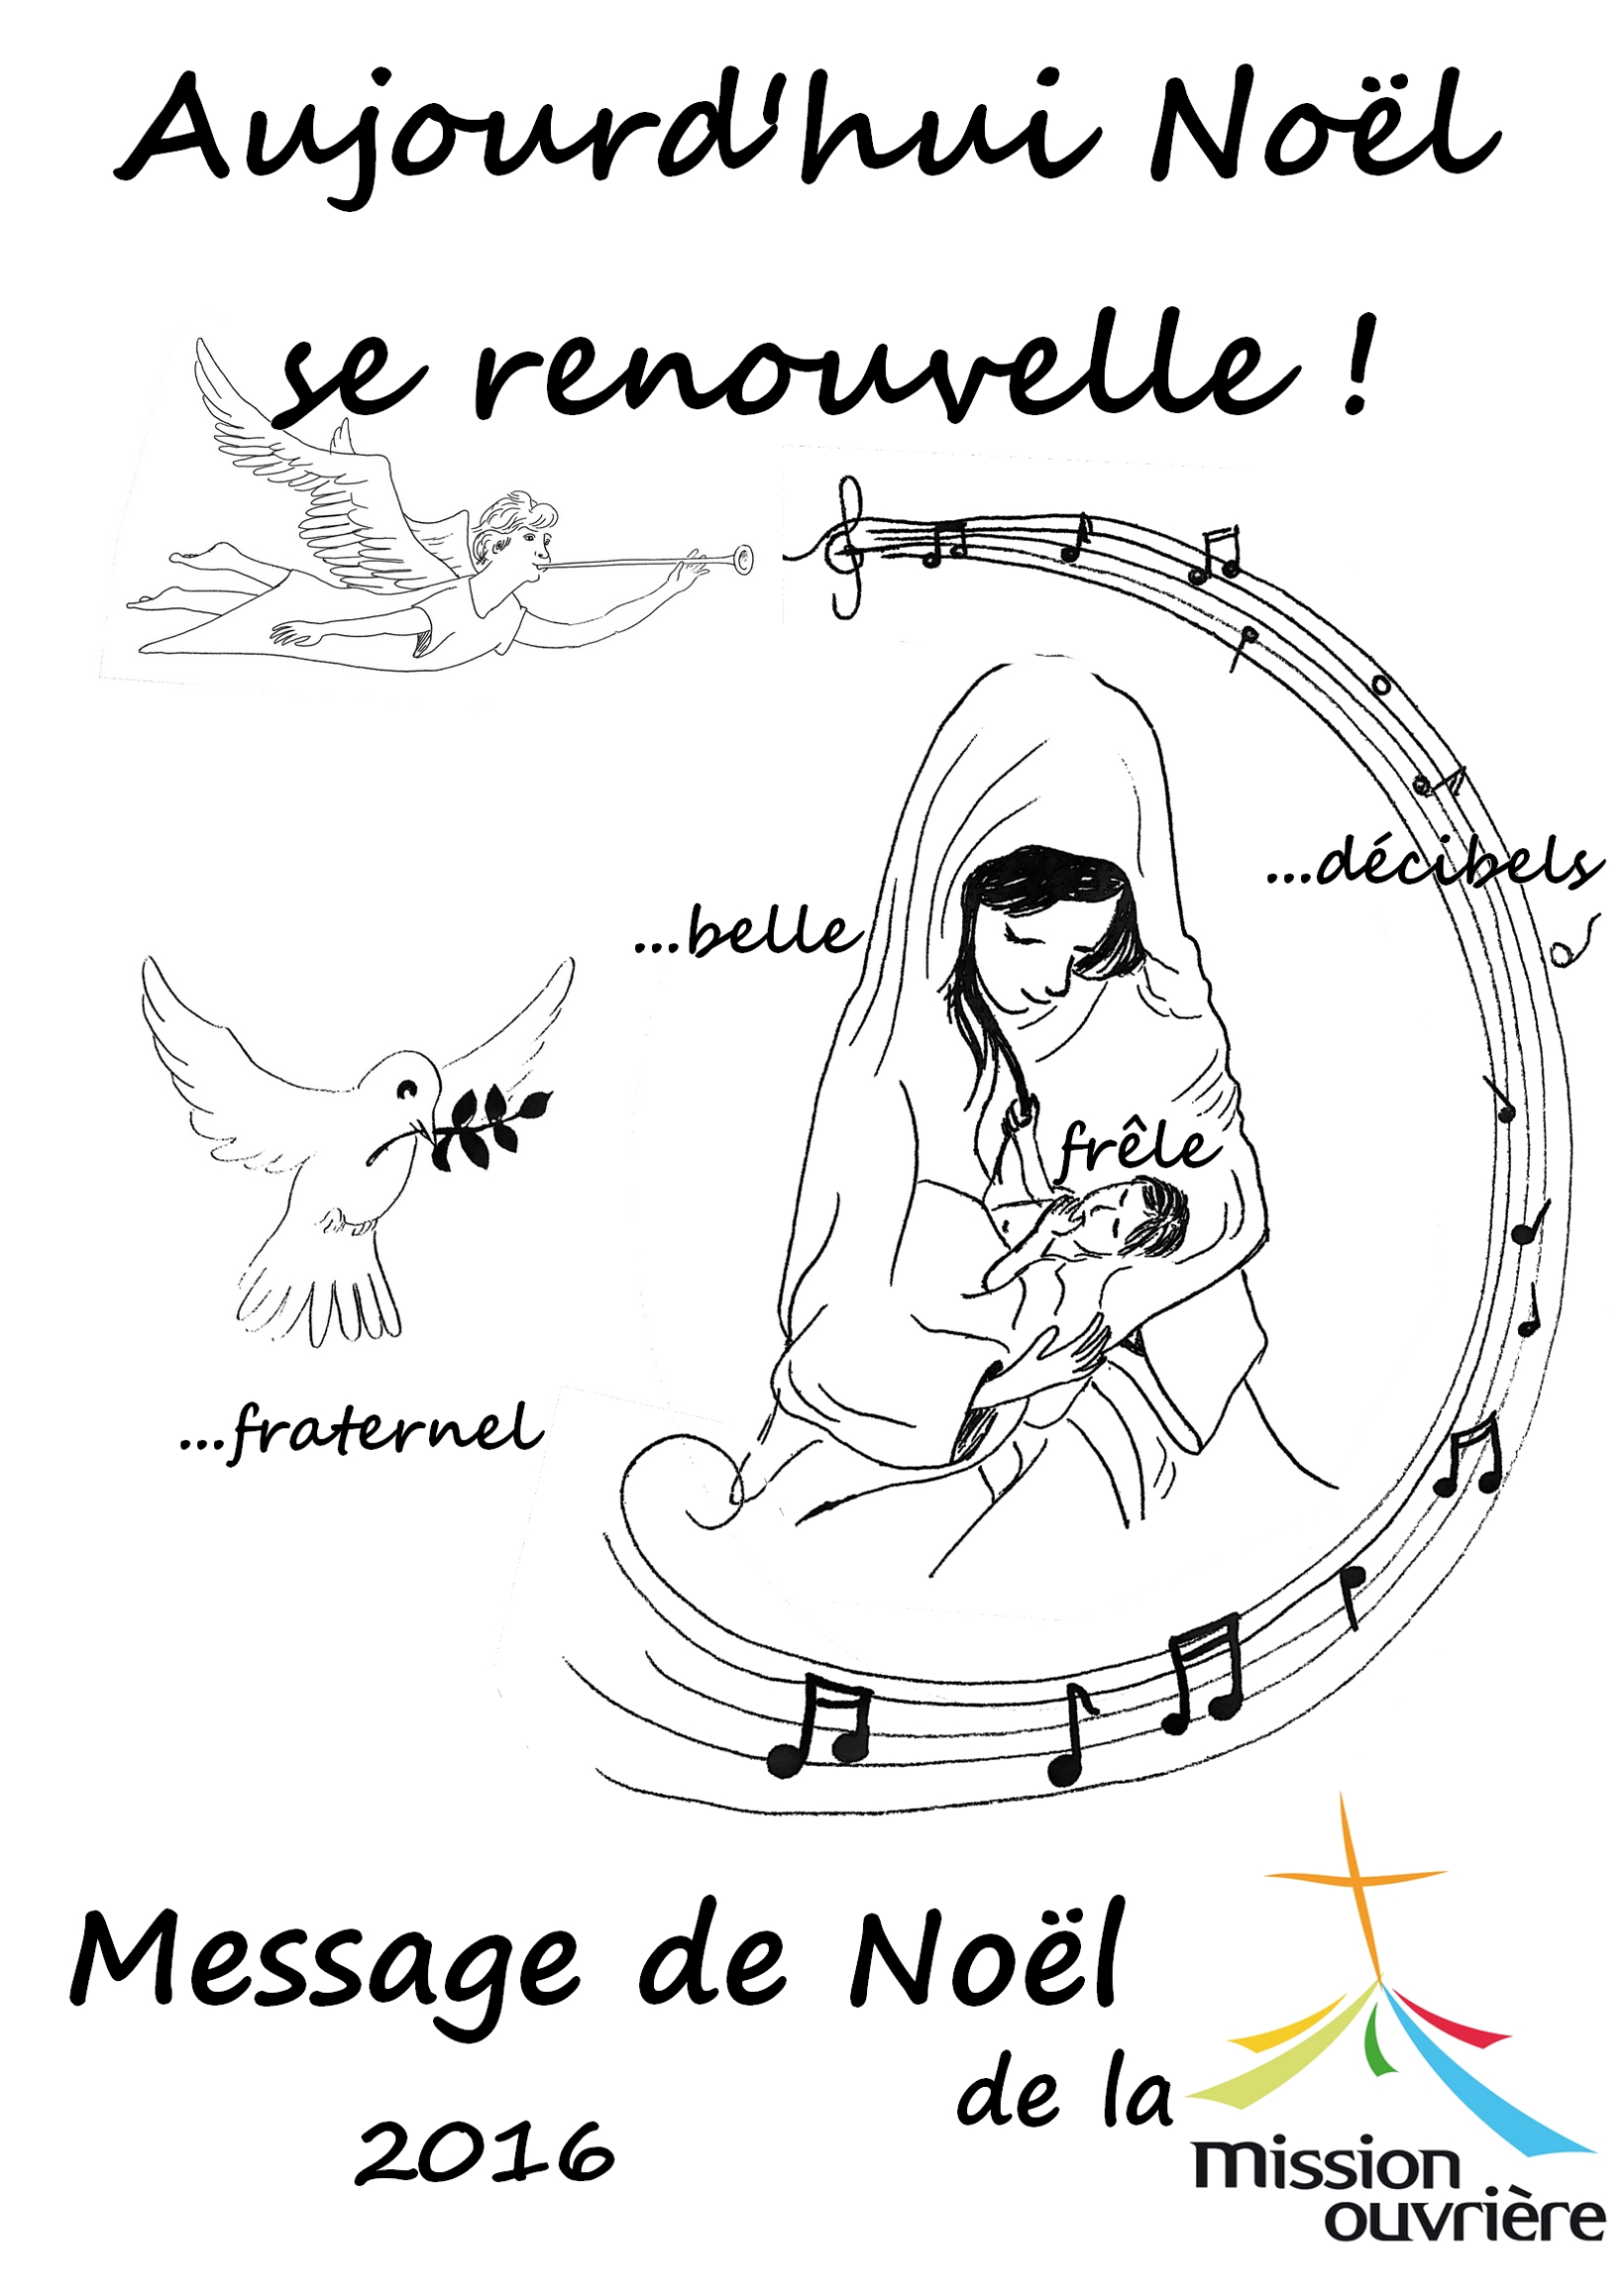 Aujourd'hui Noël
se renouvelle !
...décibels
...belle
frêle
...fraternel
Message de Noël
de la
2016
mission
ouvrière